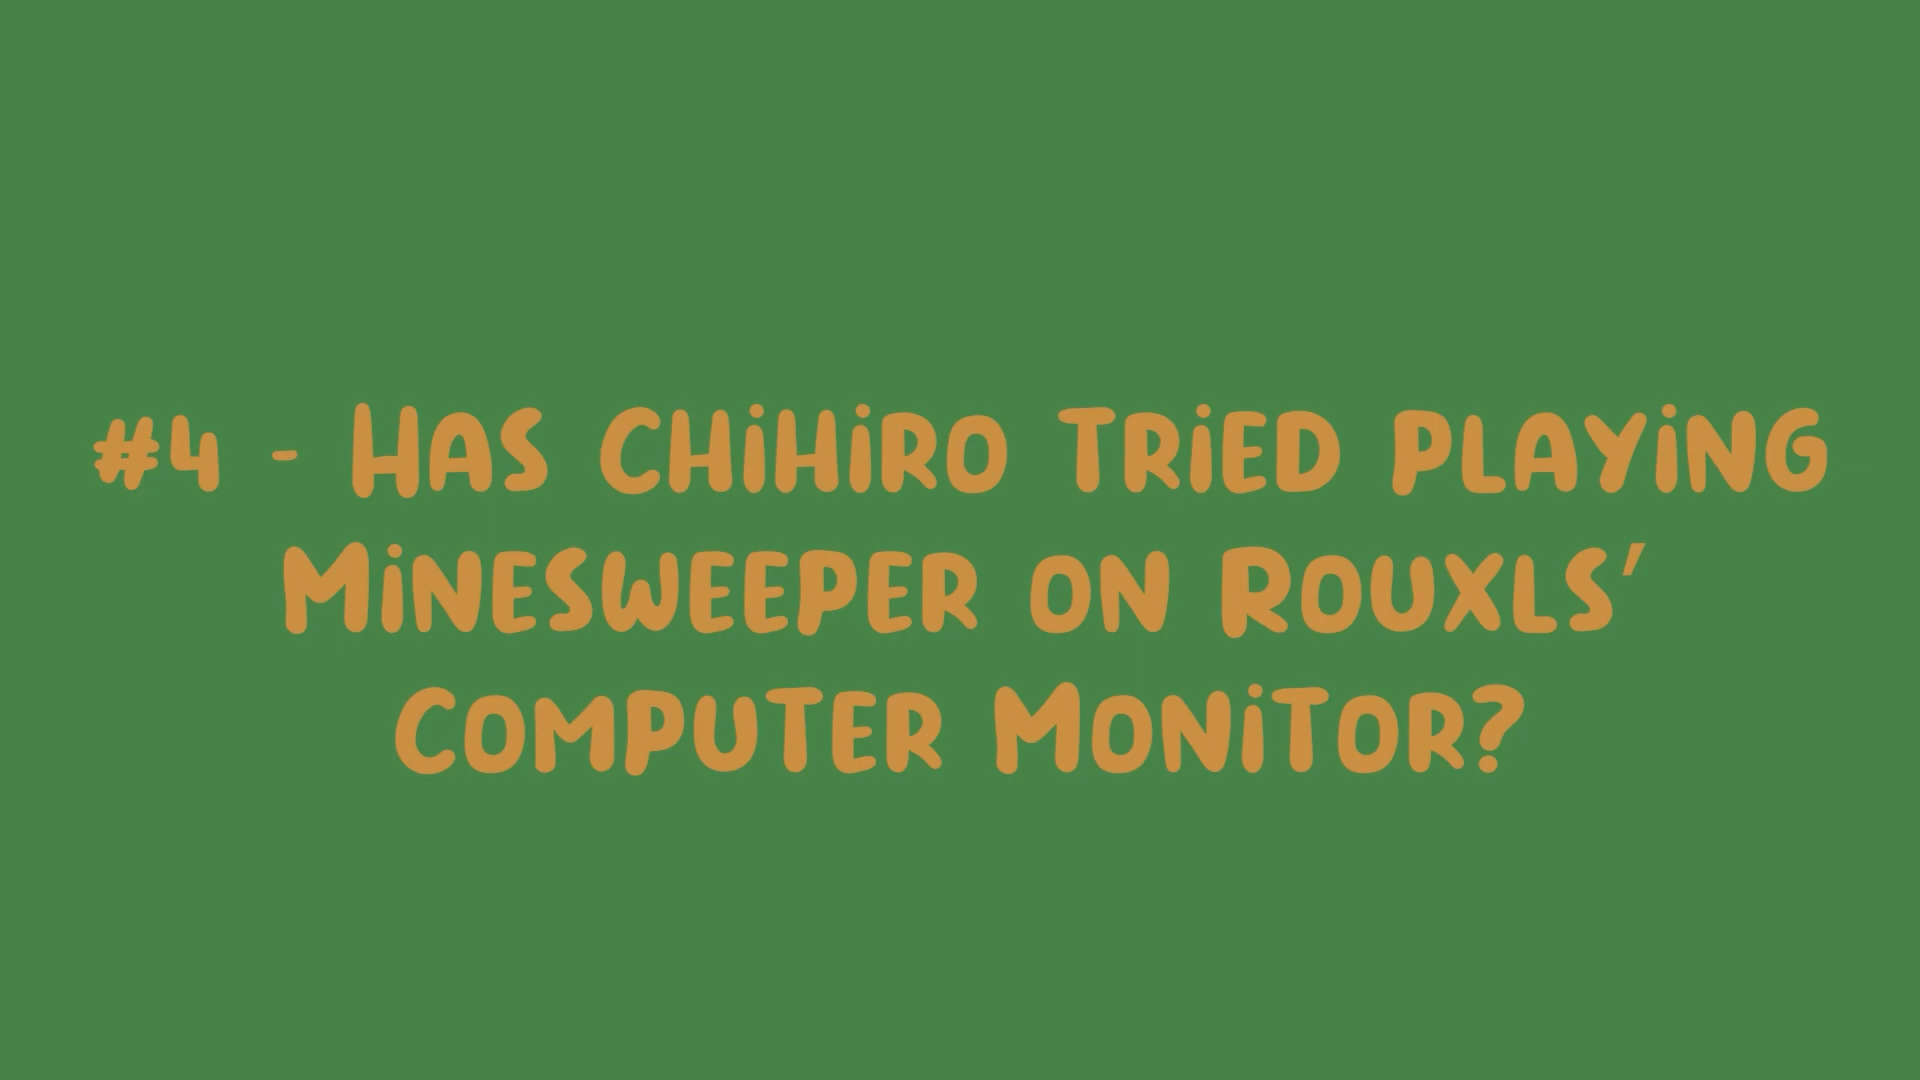 #4 - Has Chihiro Tried playing
Minesweeper on Rouxls'
Computer Monitor?